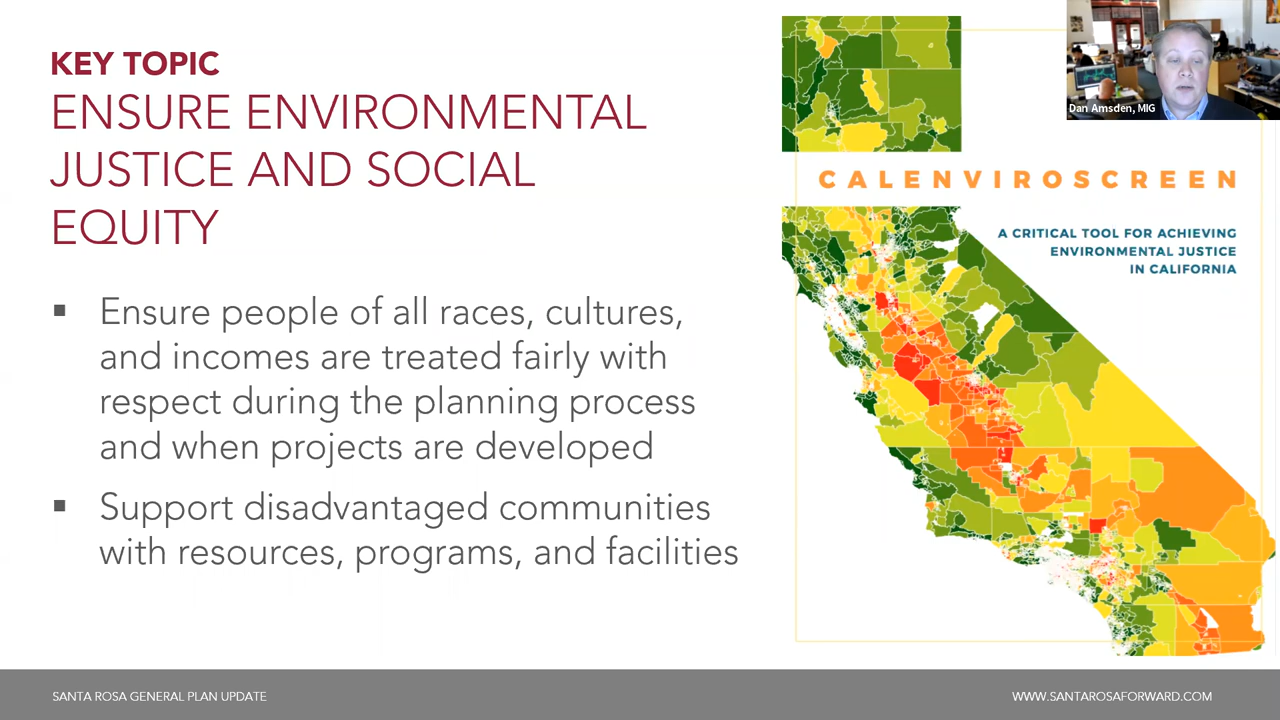 KEY TOPIC
ENSURE ENVIRONMENTAL
JUSTICE AND SOCIAL
EQUITY
▪ Ensure people of all races, cultures,
and incomes are treated fairly with
respect during the planning process
and when projects are developed
▪ Support disadvantaged communities
with resources, programs, and facilities
Dan Amsden, MIG
CALENVIROSCREEN
A CRITICAL TOOL FOR ACHIEVING
ENVIRONMENTAL JUSTICE
IN CALIFORNIA
SANTA ROSA GENERAL PLAN UPDATE
WWW.SANTAROSAFORWARD.COM